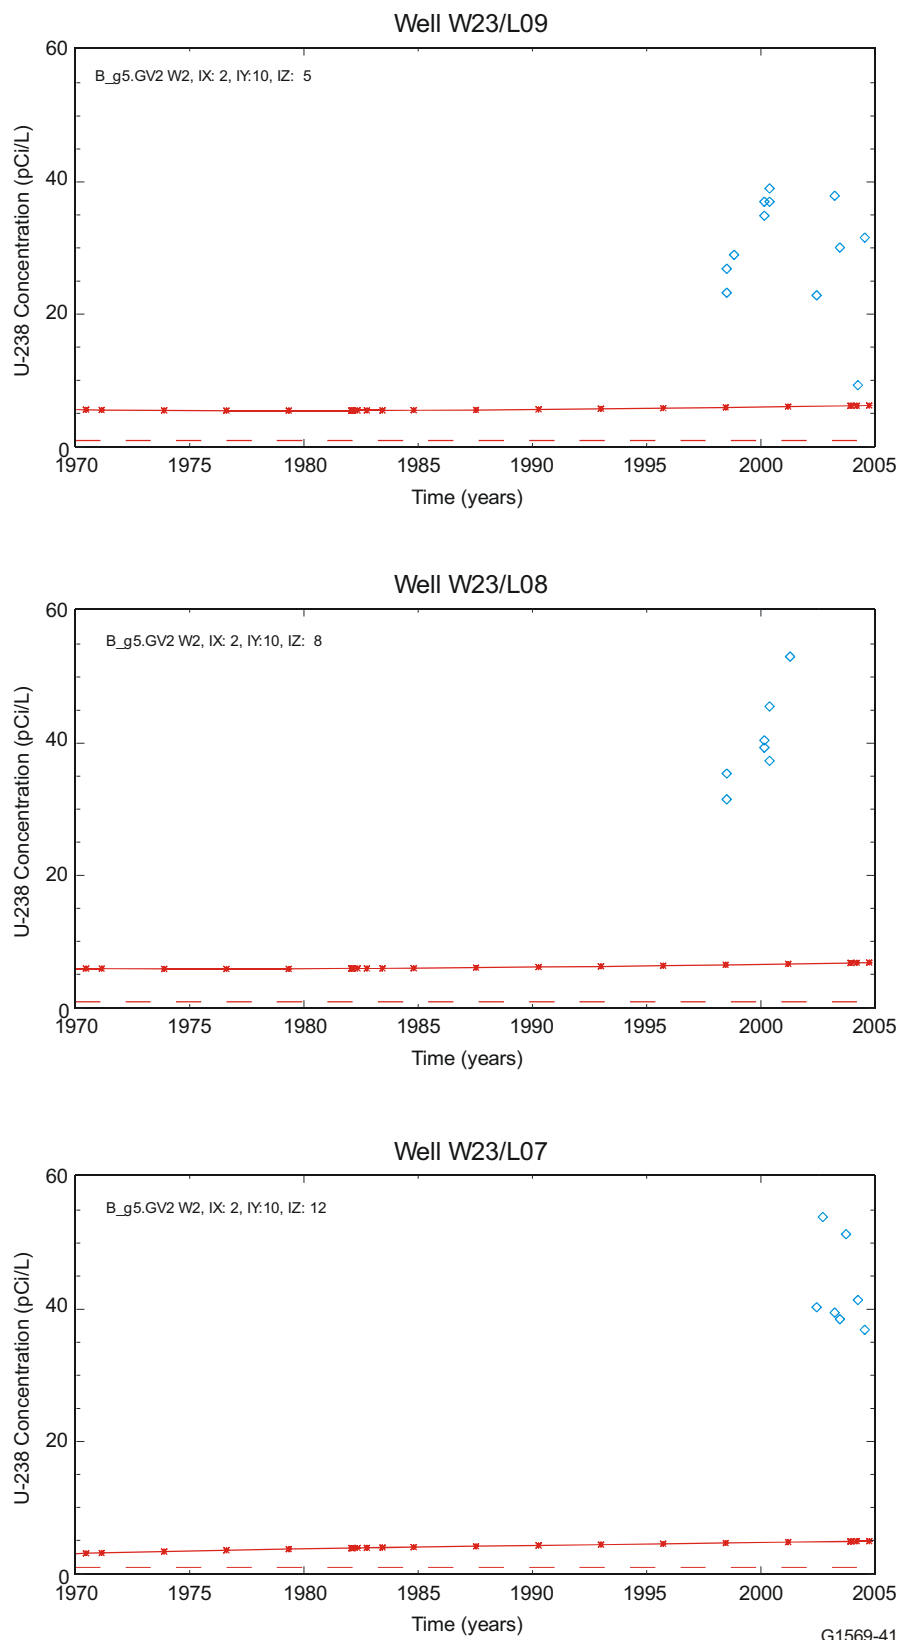 Well W23/L09
B_g5.GV2 W2, IX: 2, IY:10, IZ: 5
U-238 Concentration (pCi/L)
60
40
20
0
1970 1975 1980 1985 1990 1995 2000 2005
Time (years)
Well W23/L08
B_g5.GV2 W2, IX: 2, IY:10, IZ: 8
U-238 Concentration (pCi/L)
60
40
20
0
1970 1975 1980 1985 1990 1995 2000 2005
Time (years)
Well W23/L07
B_g5.GV2 W2, IX: 2, IY:10, IZ: 12
U-238 Concentration (pCi/L)
60
40
20
0
1970 1975 1980 1985 1990 1995 2000 2005
Time (years)
G1569-41